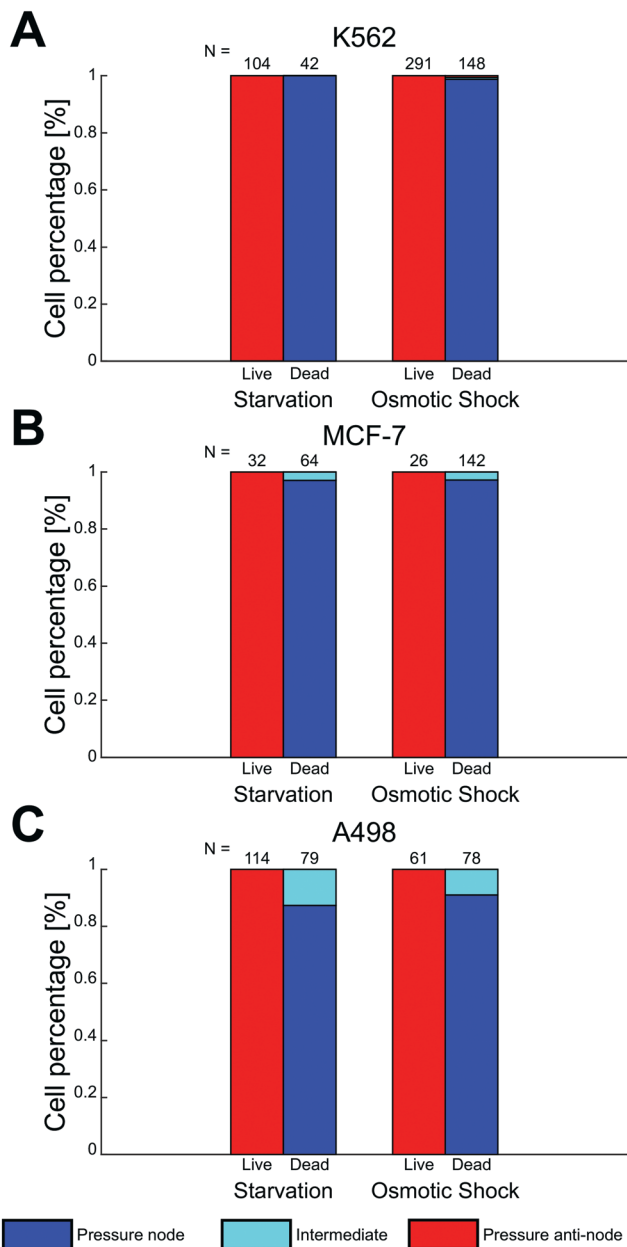 A
K562
N =
104 42 291 148
Cell percentage [%]
1
0.8
0.6
0.4
0.2
0
Live Dead Live Dead
Starvation Osmotic Shock
B
MCF-7
N =
32 64 26 142
Cell percentage [%]
1
0.8
0.6
0.4
0.2
0
Live Dead Live Dead
Starvation Osmotic Shock
C
A498
N =
114 79 61 78
Cell percentage [%]
1
0.8
0.6
0.4
0.2
0
Live Dead Live Dead
Starvation Osmotic Shock
Pressure node Intermediate Pressure anti-node